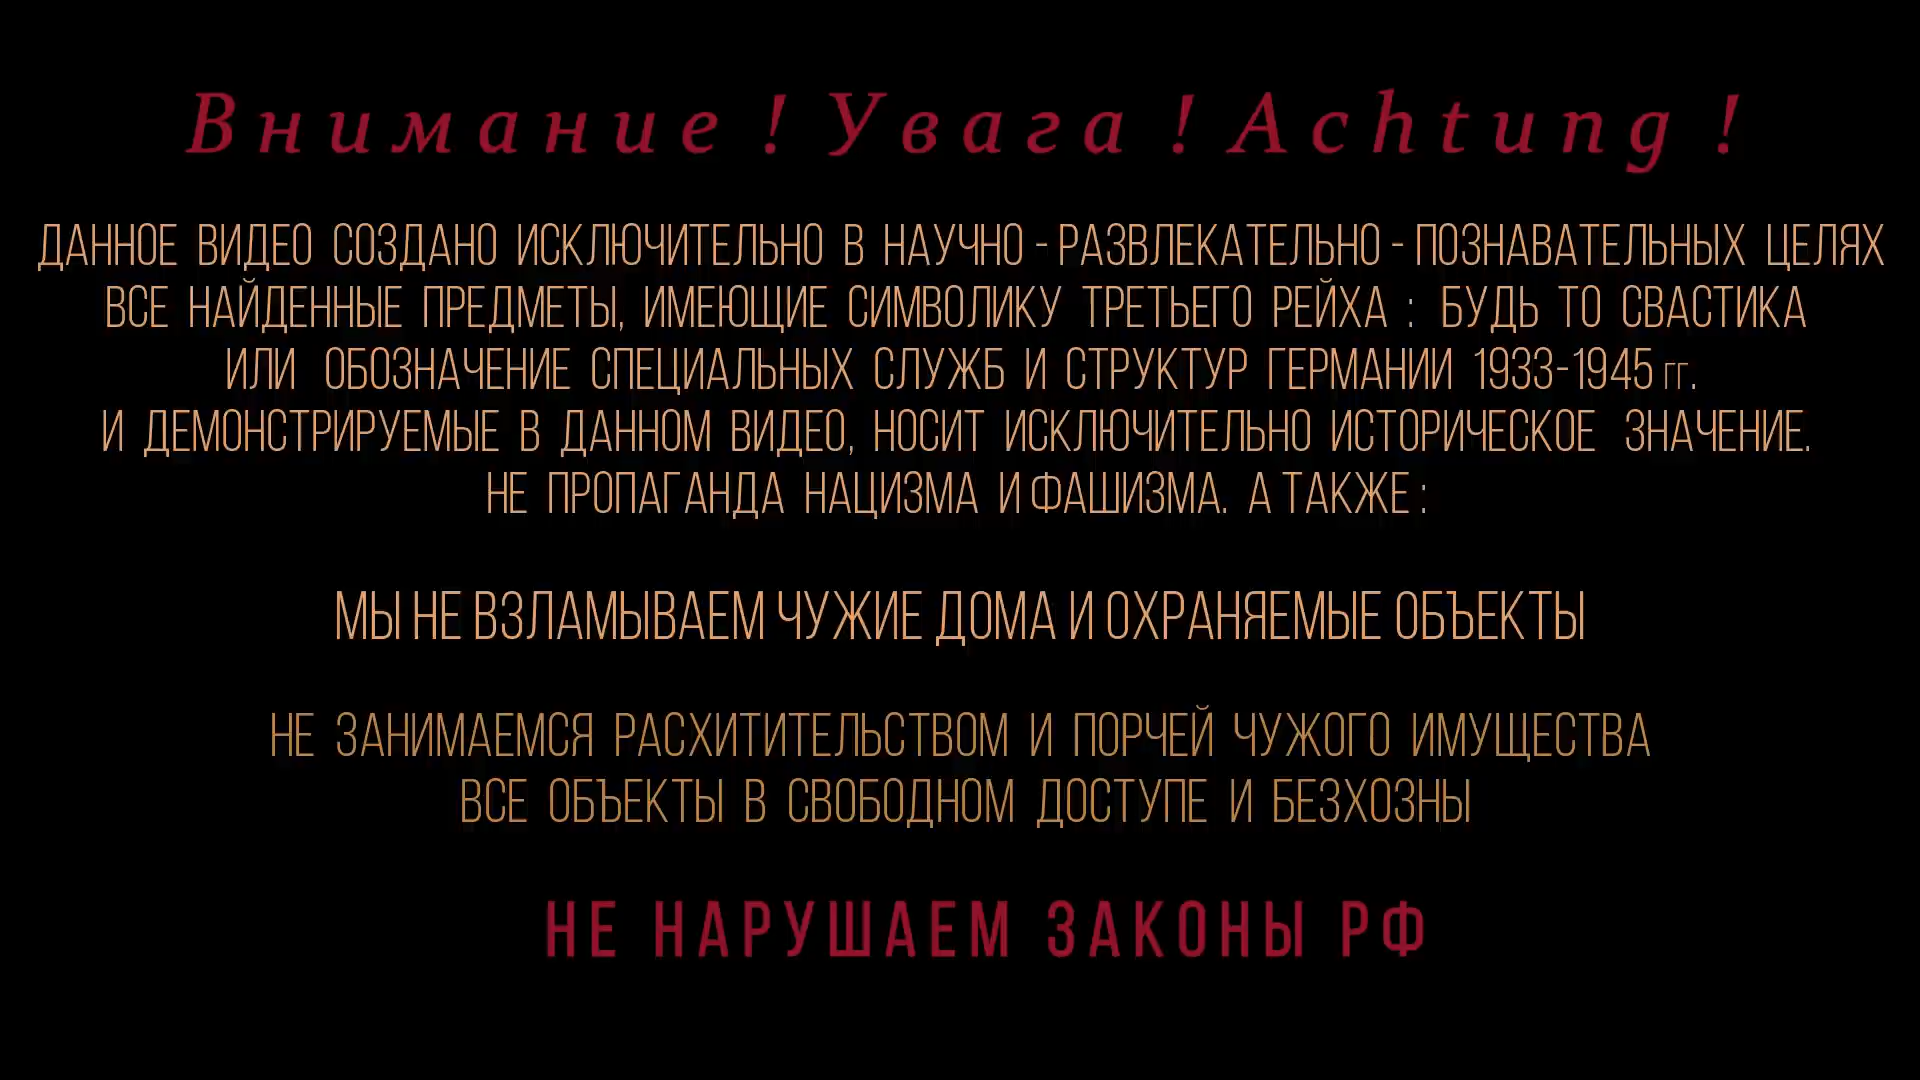 Внимание ! Увага ! Achtung !
ДАННОЕ ВИДЕО СОЗДАНО ИСКЛЮЧИТЕЛЬНО В НАУЧНО - РАЗВЛЕКАТЕЛЬНО - ПОЗНАВАТЕЛЬНЫХ ЦЕЛЯХ
ВСЕ НАЙДЕННЫЕ ПРЕДМЕТЫ, ИМЕЮЩИЕ СИМВОЛИКУ ТРЕТЬЕГО РЕЙХА : БУДЬ ТО СВАСТИКА
ИЛИ ОБОЗНАЧЕНИЕ СПЕЦИАЛЬНЫХ СЛУЖБ И СТРУКТУР ГЕРМАНИИ 1933-1945 гг.
И ДЕМОНСТРИРУЕМЫЕ В ДАННОМ ВИДЕО, НОСИТ ИСКЛЮЧИТЕЛЬНО ИСТОРИЧЕСКОЕ ЗНАЧЕНИЕ.
НЕ ПРОПАГАНДА НАЦИЗМА И ФАШИЗМА. А ТАКЖЕ :
МЫ НЕ ВЗЛАМЫВАЕМ ЧУЖИЕ ДОМА И ОХРАНЯЕМЫЕ ОБЪЕКТЫ
НЕ ЗАНИМАЕМСЯ РАСХИТИТЕЛЬСТВОМ И ПОРЧЕЙ ЧУЖОГО ИМУЩЕСТВА
ВСЕ ОБЪЕКТЫ В СВОБОДНОМ ДОСТУПЕ И БЕЗХОЗНЫ
НЕ НАРУШАЕМ ЗАКОНЫ РФ